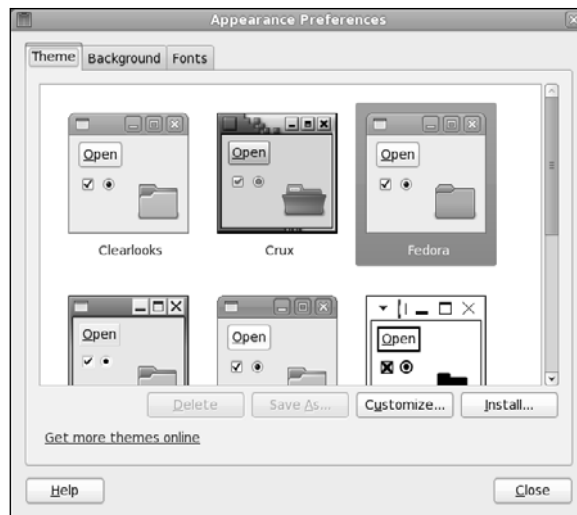 Appearance Preferences
Theme Background Fonts
Open Open Open
Clearlooks Crux Fedora
Open Open Open
Delete Save As... Customize... Install...
Get more themes online
Help Close